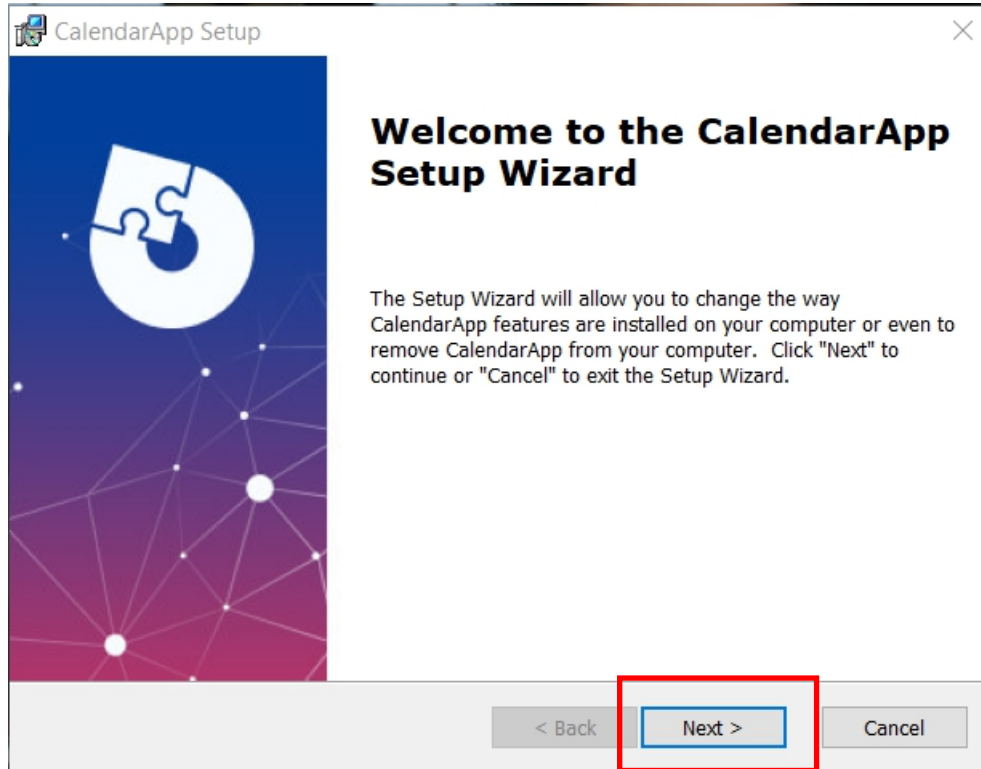 CalendarApp Setup
Welcome to the CalendarApp
Setup Wizard
The Setup Wizard will allow you to change the way
CalendarApp features are installed on your computer or even to
remove CalendarApp from your computer.  Click "Next" to
continue or "Cancel" to exit the Setup Wizard.
< Back
Next >
Cancel